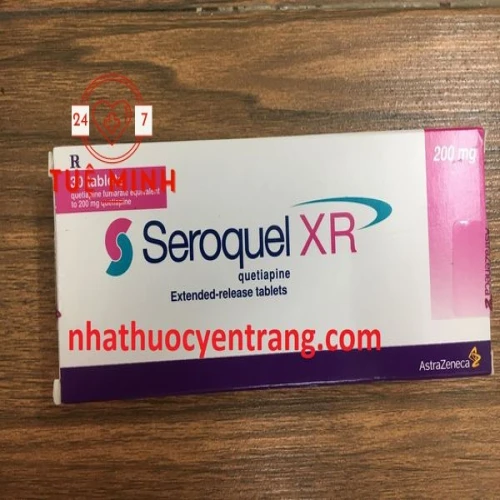 24 7
TUỆ MINH
R
30 tablets
quetiapine fumarate equivalent
to 200 mg quetiapine
200 mg
Seroquel XR
quetiapine
Extended-release tablets
nhathuocyentrang.com
AstraZeneca